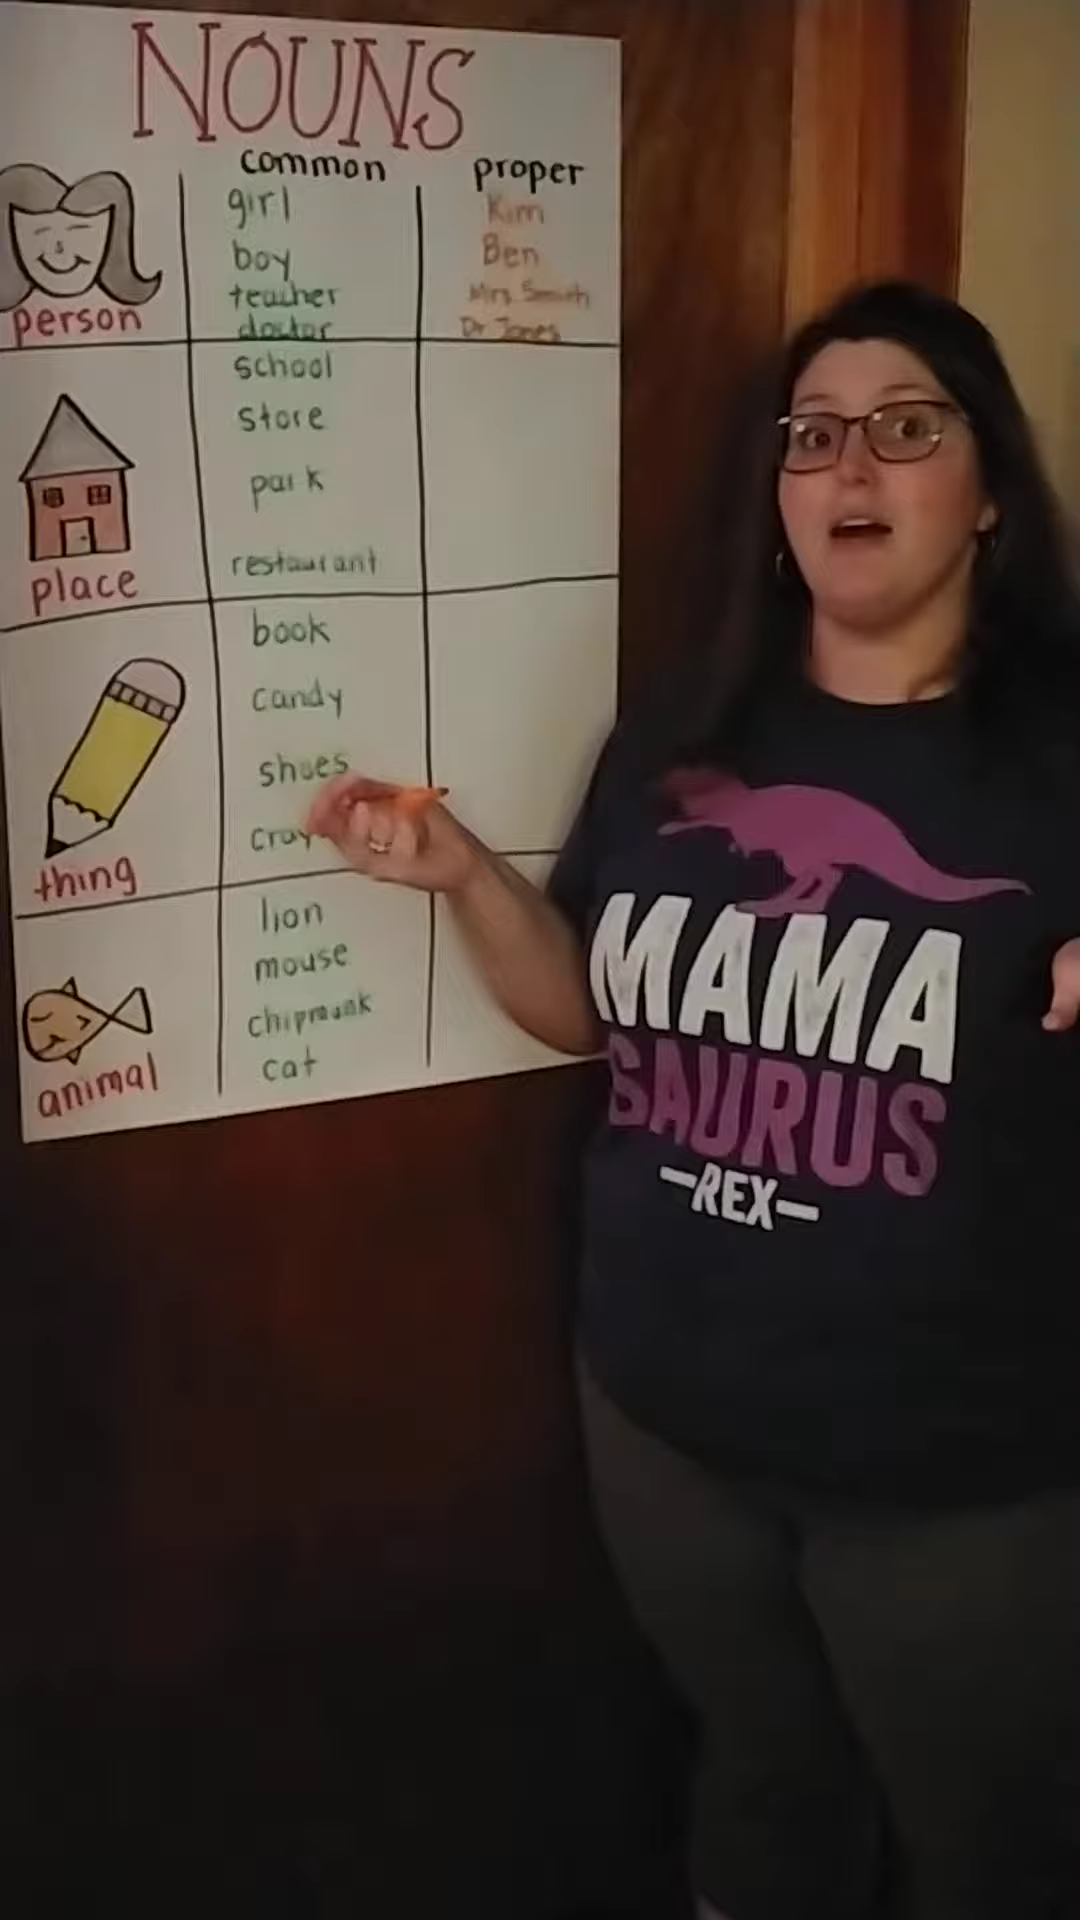 NOUNS
common proper
girl Kim
boy Ben
teacher Mrs. Smith
doctor Dr Jones
person
school
store
park
restaurant
place
book
candy
shoes
cray
thing
lion
mouse
chipmunk
cat
animal
MAMA
SAURUS
-REX-